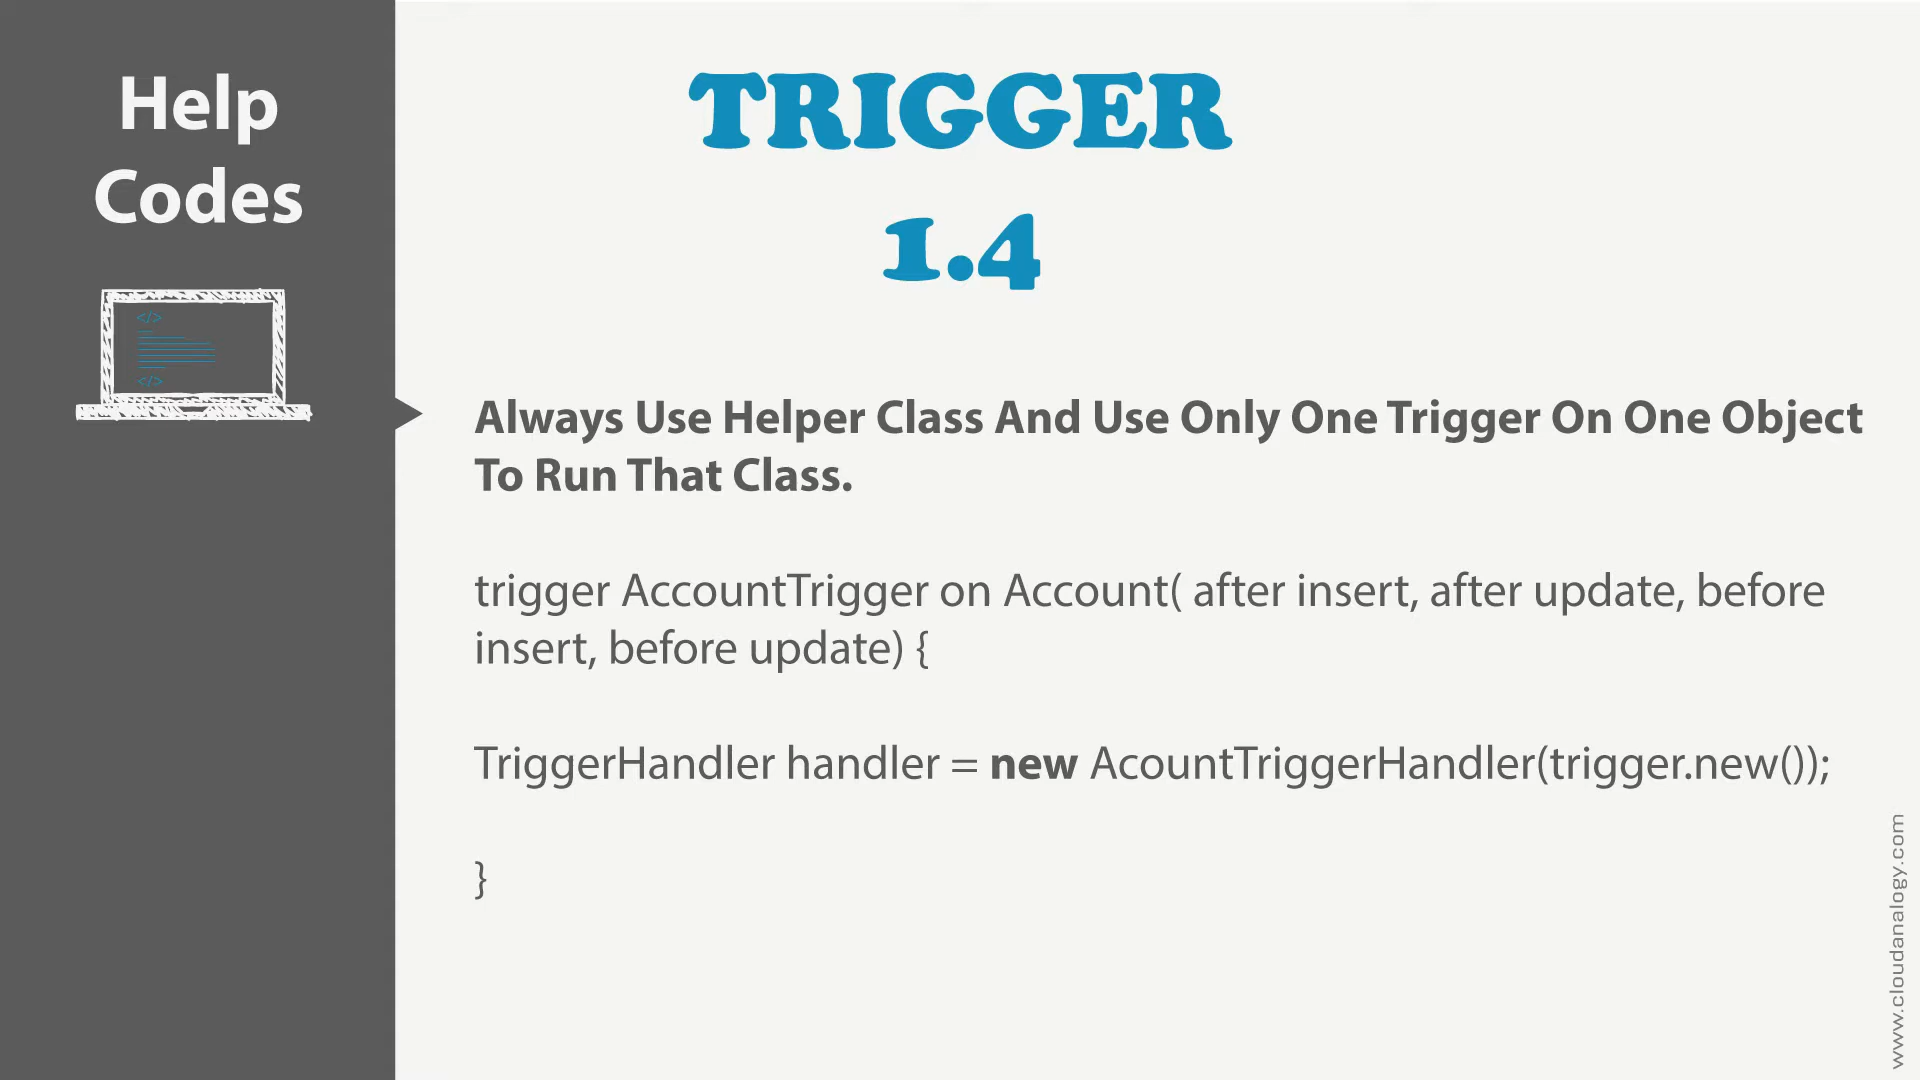 Help
Codes
</>
</>
TRIGGER
1.4
Always Use Helper Class And Use Only One Trigger On One Object
To Run That Class.
trigger AccountTrigger on Account( after insert, after update, before
insert, before update) {
TriggerHandler handler = new AcountTriggerHandler(trigger.new());
}
www.cloudanalogy.com